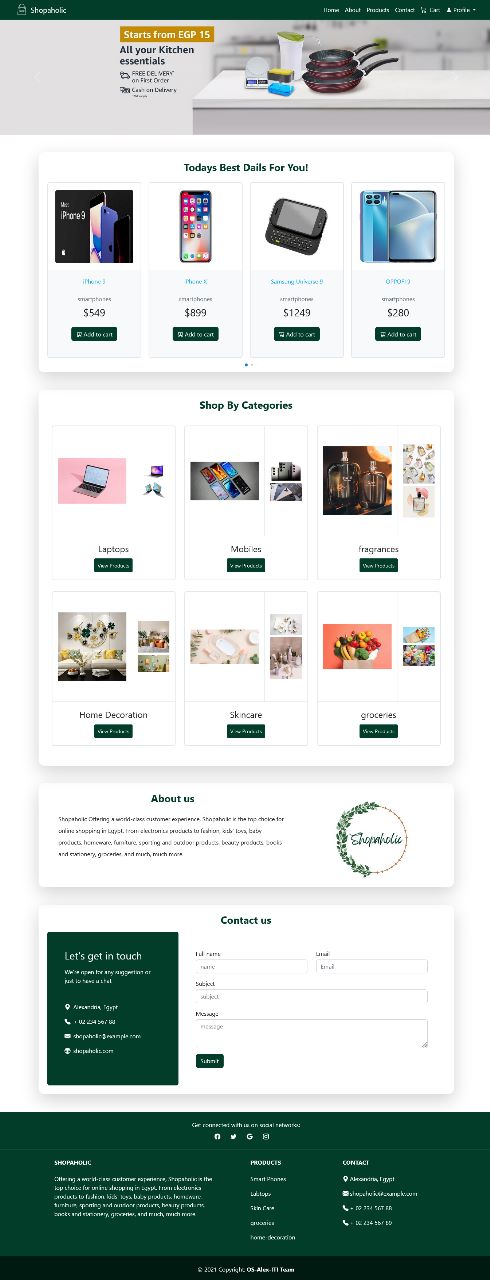 Shopaholic
Home About Products Contact Cart Profile
Starts from EGP 15
All your Kitchen
essentials
FREE DELIVERY
on First Order
Cash on Delivery
Todays Best Dails For You!
Meet
iPhone 9
iPhone 9
smartphones
$549
Add to cart
iPhone X
smartphones
$899
Add to cart
Samsung Universe 9
smartphones
$1249
Add to cart
OPPOF19
smartphones
$280
Add to cart
Shop By Categories
Laptops
View Products
Mobiles
View Products
fragrances
View Products
Home Decoration
View Products
Skincare
View Products
groceries
View Products
About us
Shopaholic Offering a world-class customer experience. Shopaholic is the top choice for
online shopping in Egypt. From electronics products to fashion, kids' toys, baby
products, homeware, furniture, sporting and outdoor products, beauty products, books
and stationery, groceries, and much, much more.
Shopaholic
Contact us
Let's get in touch
We're open for any suggestion or
just to have a chat
Alexandria, Egypt
+ 02 234 567 88
shopaholic@example.com
shopaholic.com
Full name
name
Email
Email
Subject
subject
Message
message
Submit
Get connected with us on social networks:
SHOPAHOLIC
Offering a world-class customer experience, Shopaholic is the
top choice for online shopping in Egypt. From electronics
products to fashion, kids' toys, baby products, homeware,
furniture, sporting and outdoor products, beauty products,
books and stationery, groceries, and much, much more.
PRODUCTS
Smart Phones
Labtops
Skin Care
groceries
home-decoration
CONTACT
Alexandria, Egypt
shopaholic@example.com
+ 02 234 567 88
+ 02 234 567 89
© 2021 Copyright: OS-Alex-ITI Team